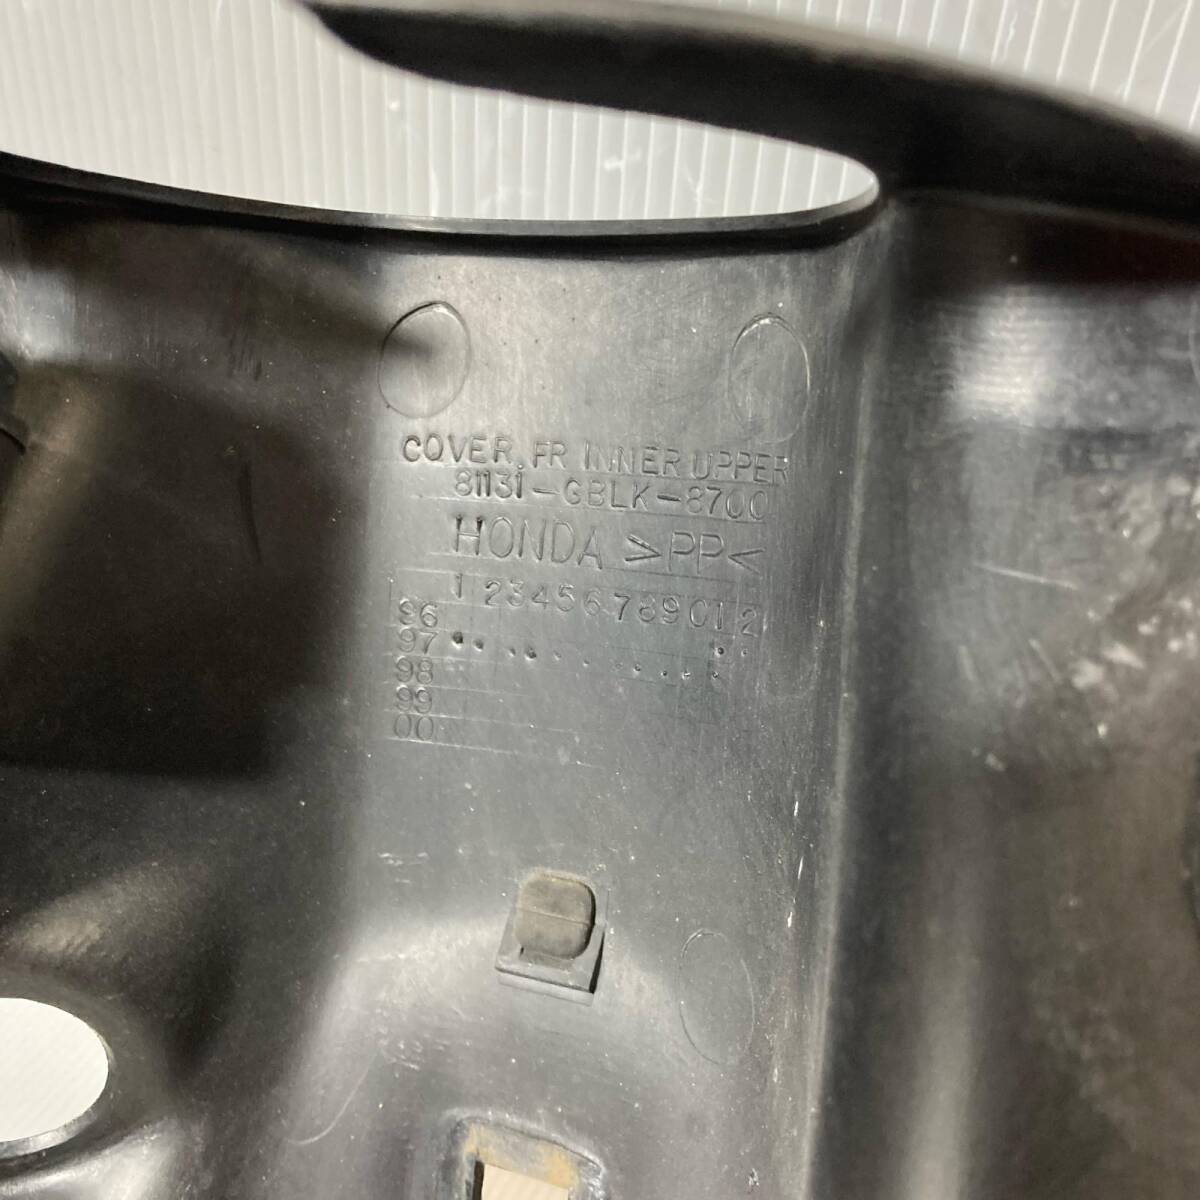 COVER, FR INNER UPPER
81131-GBLK-8700
HONDA >PP<
1 2 3 4 5 6 7 8 9 0 1 2
96
97
98
99
00